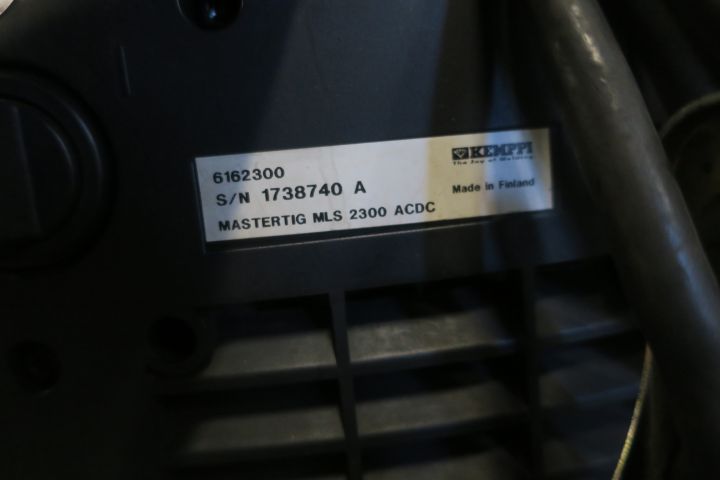 6162300
KEMPPI
The Joy of Welding
S/N 1738740 A
Made in Finland
MASTERTIG MLS 2300 ACDC